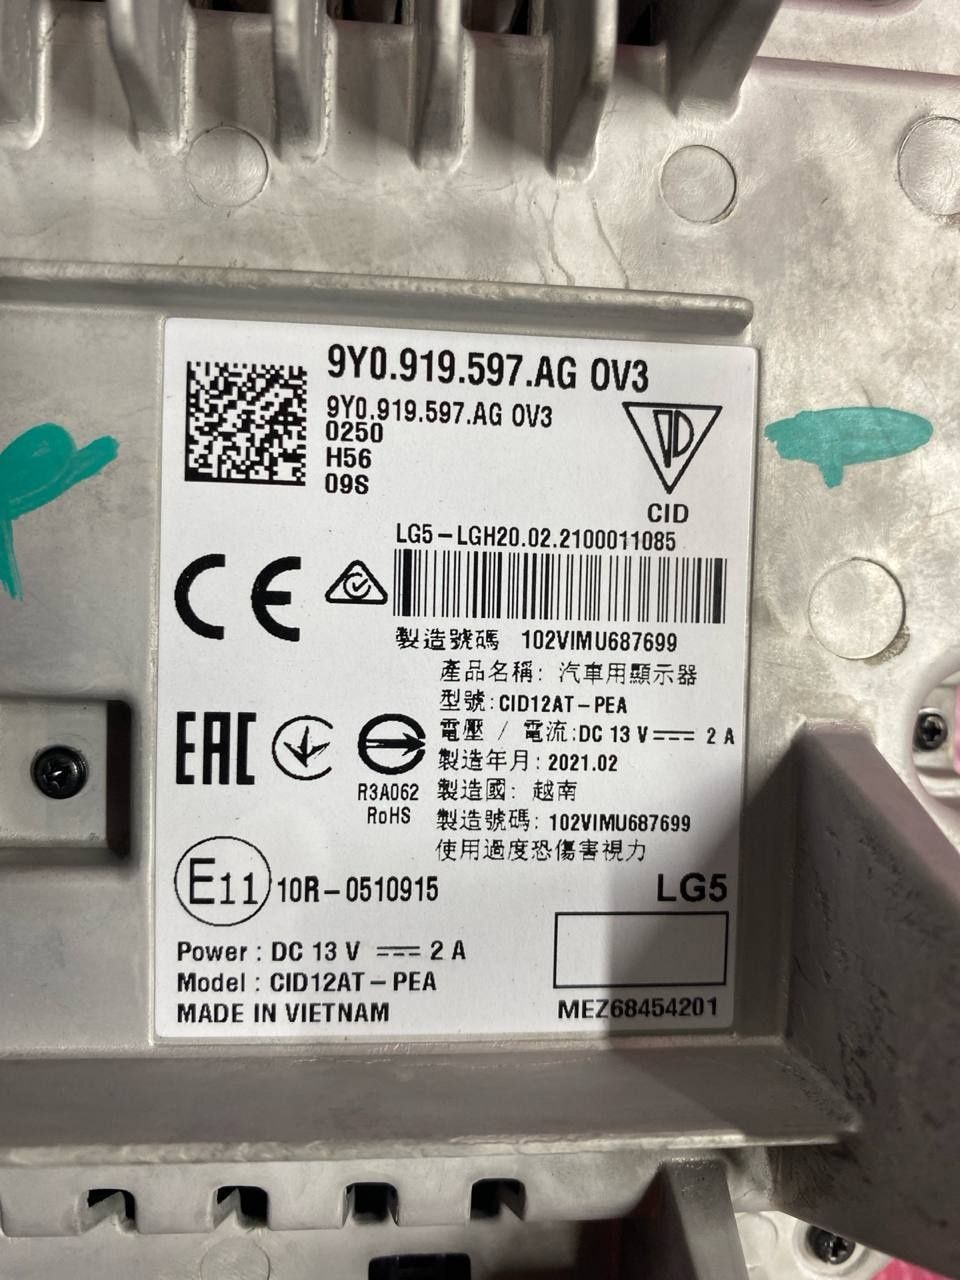 9Y0.919.597.AG 0V3
9Y0.919.597.AG 0V3
0250
H56
09S
CID
LG5-LGH20.02.2100011085
製造號碼 102VIMU687699
產品名稱: 汽車用顯示器
型號: CID12AT-PEA
電壓 / 電流:DC 13 V ⎓ 2 A
製造年月: 2021.02
製造國: 越南
製造號碼: 102VIMU687699
使用過度恐傷害視力
CE
EAC
R3A062
RoHS
E11 10R-0510915
LG5
Power : DC 13 V ⎓ 2 A
Model : CID12AT-PEA
MADE IN VIETNAM
MEZ68454201